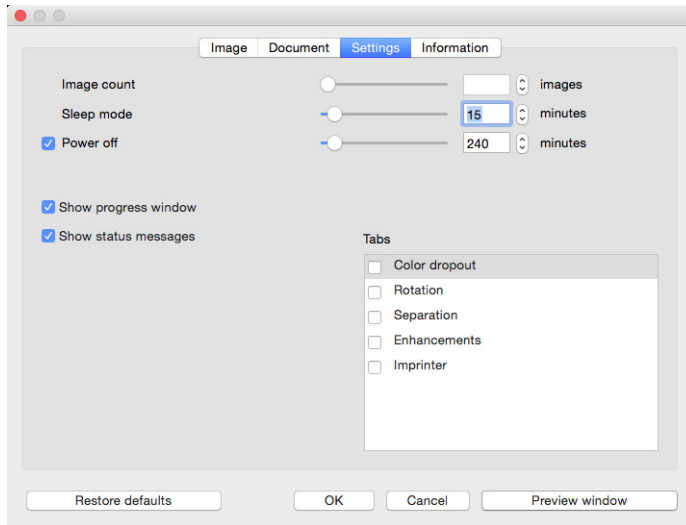 Image Document Settings Information
Image count images
Sleep mode 15 minutes
Power off 240 minutes
Show progress window
Show status messages
Tabs
Color dropout
Rotation
Separation
Enhancements
Imprinter
Restore defaults OK Cancel Preview window